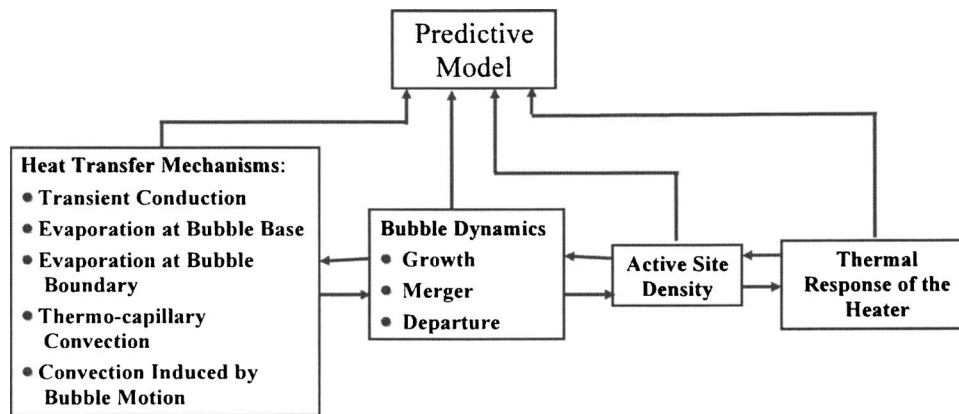 Predictive
Model
Heat Transfer Mechanisms:
● Transient Conduction
● Evaporation at Bubble Base
● Evaporation at Bubble
Boundary
● Thermo-capillary
Convection
● Convection Induced by
Bubble Motion
Bubble Dynamics
● Growth
● Merger
● Departure
Active Site
Density
Thermal
Response of the
Heater